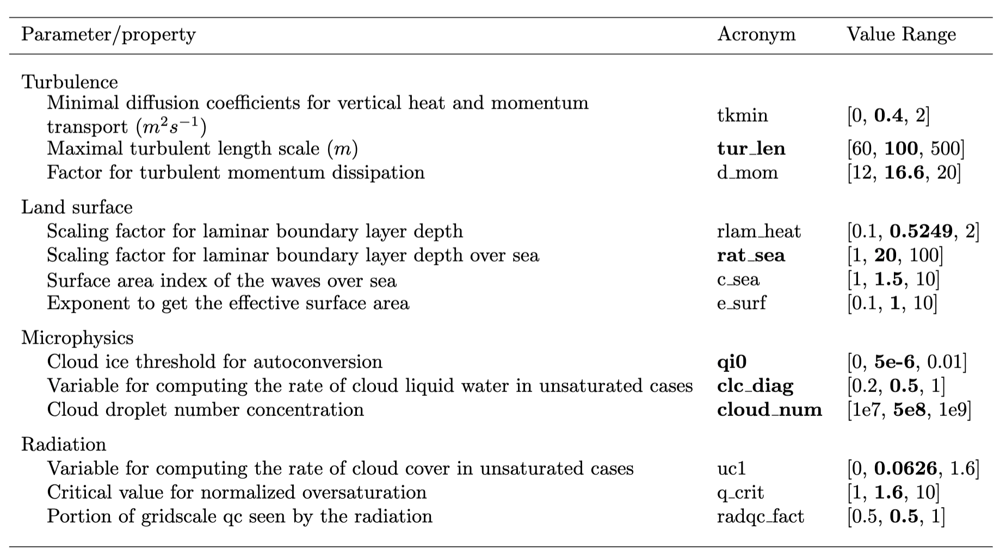 Parameter/property Acronym Value Range
Turbulence
Minimal diffusion coefficients for vertical heat and momentum
transport (m²s⁻¹) tkmin [0, 0.4, 2]
Maximal turbulent length scale (m) tur_len [60, 100, 500]
Factor for turbulent momentum dissipation d_mom [12, 16.6, 20]
Land surface
Scaling factor for laminar boundary layer depth rlam_heat [0.1, 0.5249, 2]
Scaling factor for laminar boundary layer depth over sea rat_sea [1, 20, 100]
Surface area index of the waves over sea c_sea [1, 1.5, 10]
Exponent to get the effective surface area e_surf [0.1, 1, 10]
Microphysics
Cloud ice threshold for autoconversion qi0 [0, 5e-6, 0.01]
Variable for computing the rate of cloud liquid water in unsaturated cases clc_diag [0.2, 0.5, 1]
Cloud droplet number concentration cloud_num [1e7, 5e8, 1e9]
Radiation
Variable for computing the rate of cloud cover in unsaturated cases uc1 [0, 0.0626, 1.6]
Critical value for normalized oversaturation q_crit [1, 1.6, 10]
Portion of gridscale qc seen by the radiation radqc_fact [0.5, 0.5, 1]